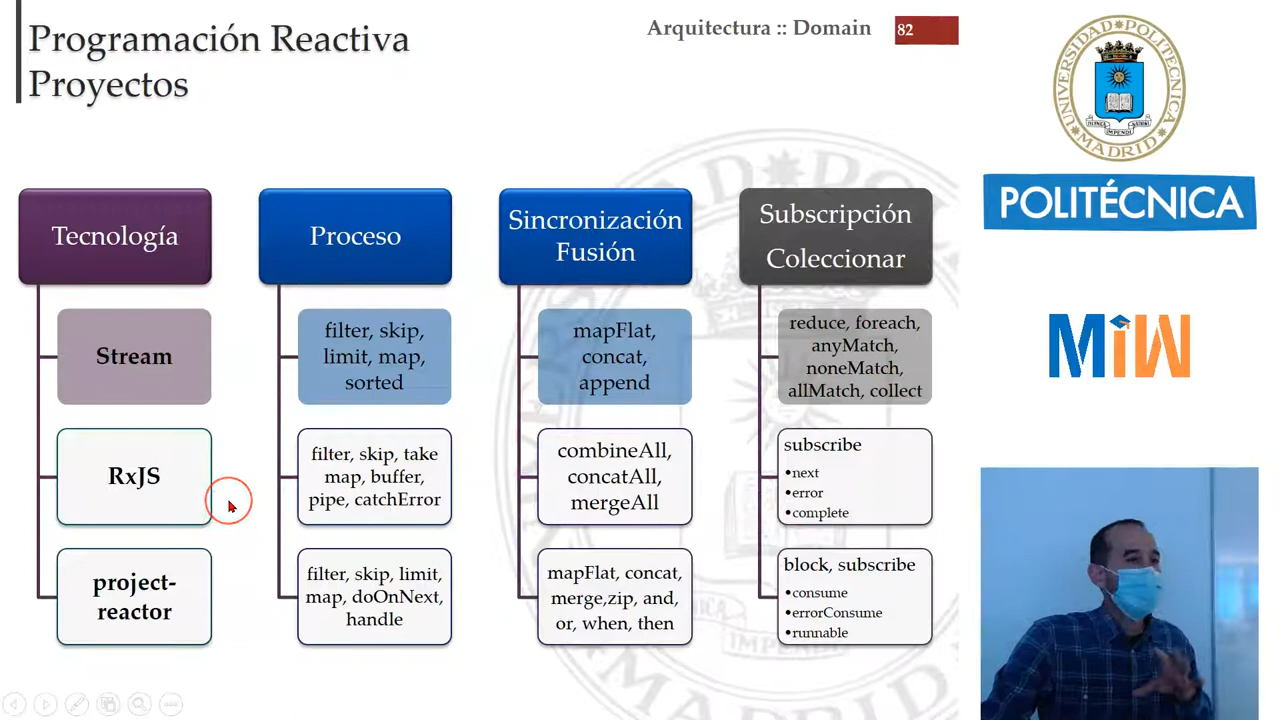 Programación Reactiva
Proyectos
Arquitectura :: Domain
82
Tecnología
Proceso
Sincronización
Fusión
Subscripción
Coleccionar
Stream
filter, skip,
limit, map,
sorted
mapFlat,
concat,
append
reduce, foreach,
anyMatch,
noneMatch,
allMatch, collect
RxJS
filter, skip, take
map, buffer,
pipe, catchError
combineAll,
concatAll,
mergeAll
subscribe
•next
•error
•complete
project-
reactor
filter, skip, limit,
map, doOnNext,
handle
mapFlat, concat,
merge,zip, and,
or, when, then
block, subscribe
•consume
•errorConsume
•runnable
UNIVERSIDAD POLITECNICA
MADRID
POLITÉCNICA
MiW